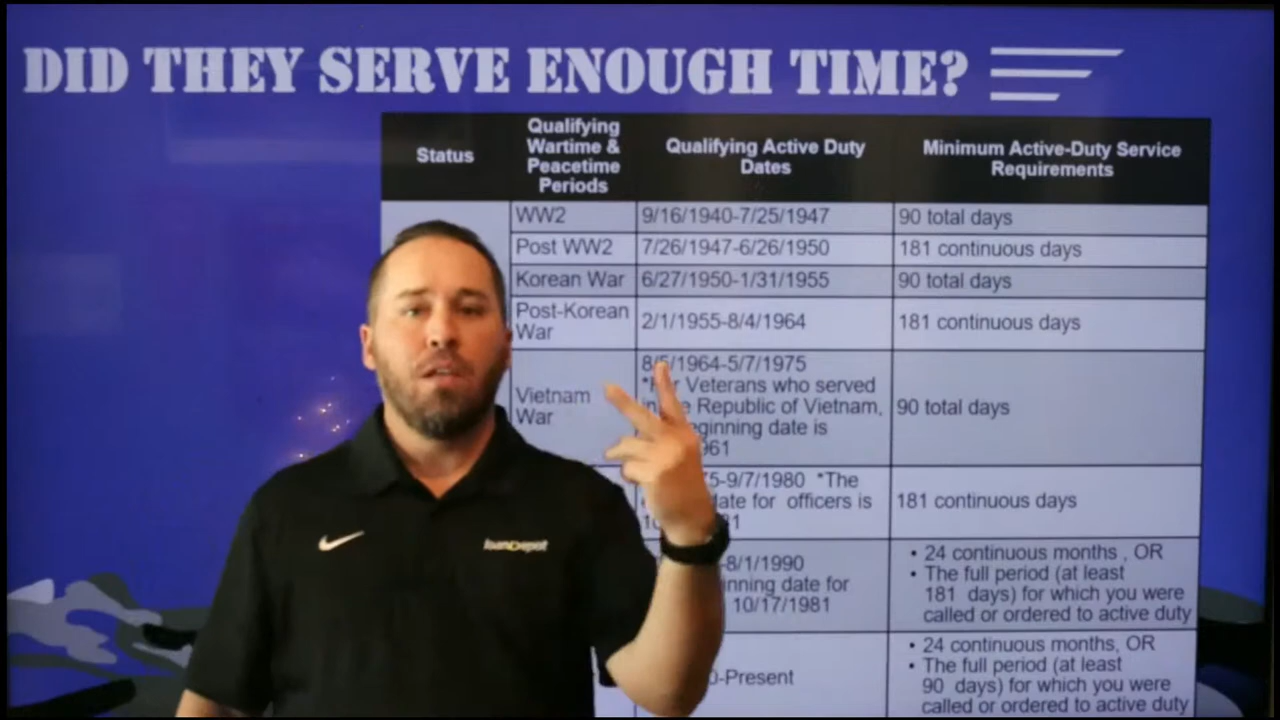 DID THEY SERVE ENOUGH TIME?
Status
Qualifying
Wartime &
Peacetime
Periods
Qualifying Active Duty
Dates
Minimum Active-Duty Service
Requirements
WW2
9/16/1940-7/25/1947
90 total days
Post WW2
7/26/1947-6/26/1950
181 continuous days
Korean War
6/27/1950-1/31/1955
90 total days
Post-Korean
War
2/1/1955-8/4/1964
181 continuous days
Vietnam
War
8/5/1964-5/7/1975
Veterans who served
Republic of Vietnam,
date is
90 total days
-9/7/1980 *The
for officers is
181 continuous days
-8/1/1990
date for
10/17/1981
• 24 continuous months , OR
• The full period (at least
181 days) for which you were
called or ordered to active duty
-Present
• 24 continuous months, OR
• The full period (at least
90 days) for which you were
called or ordered to active duty
loanDepot